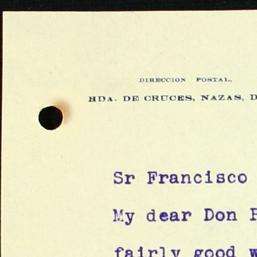 DIRECCION POSTAL,
HDA. DE CRUCES, NAZAS, D
Sr Francisco
My dear Don
fairly good w